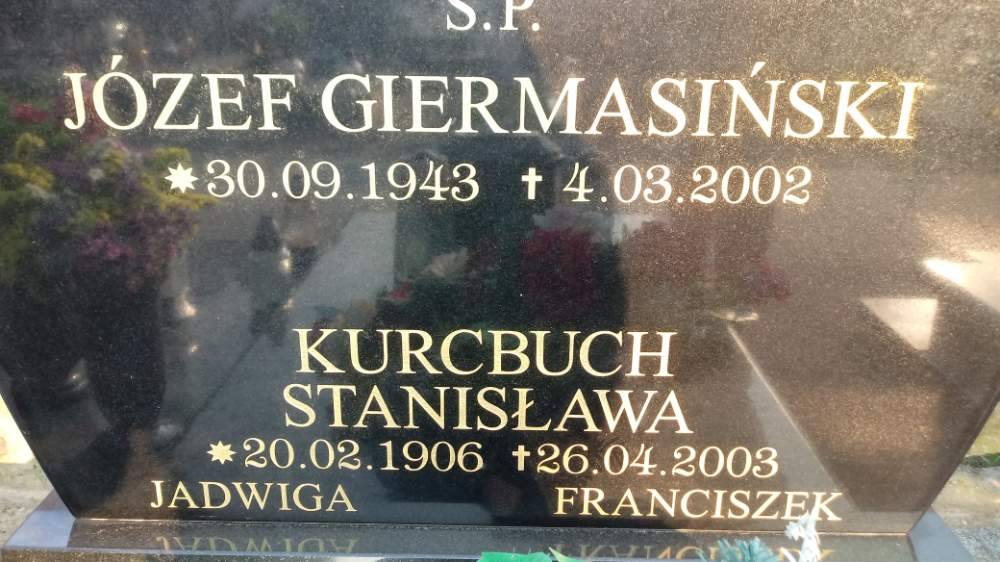 Ś.P.
JÓZEF GIERMASIŃSKI
*30.09.1943 †4.03.2002
KURCBUCH
STANISŁAWA
*20.02.1906 †26.04.2003
JADWIGA FRANCISZEK